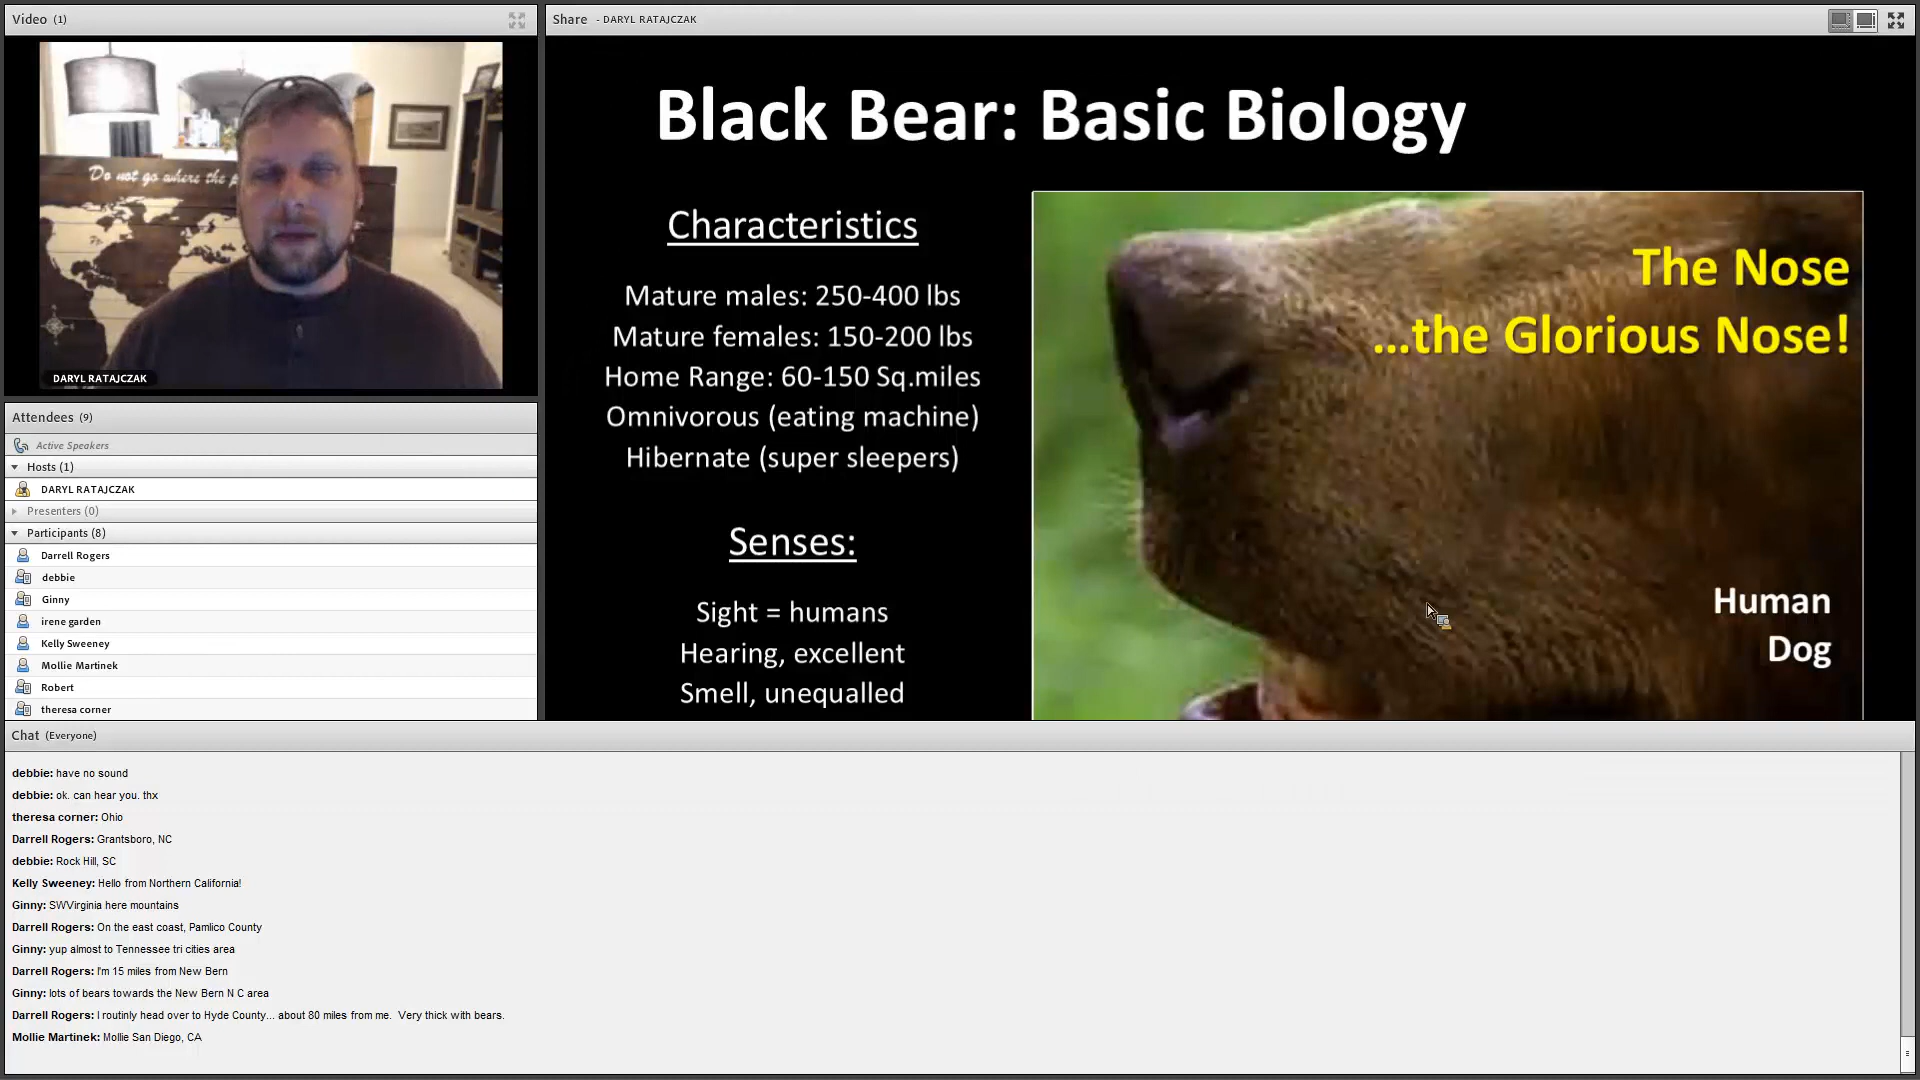 Video (1)
Do not go where the p
DARYL RATAJCZAK
Attendees (9)
Active Speakers
Hosts (1)
DARYL RATAJCZAK
Presenters (0)
Participants (8)
Darrell Rogers
debbie
Ginny
irene garden
Kelly Sweeney
Mollie Martinek
Robert
theresa corner
Share - DARYL RATAJCZAK
Black Bear: Basic Biology
Characteristics
Mature males: 250-400 lbs
Mature females: 150-200 lbs
Home Range: 60-150 Sq.miles
Omnivorous (eating machine)
Hibernate (super sleepers)
Senses:
Sight = humans
Hearing, excellent
Smell, unequalled
The Nose
...the Glorious Nose!
Human
Dog
Chat (Everyone)
debbie: have no sound
debbie: ok. can hear you. thx
theresa corner: Ohio
Darrell Rogers: Grantsboro, NC
debbie: Rock Hill, SC
Kelly Sweeney: Hello from Northern California!
Ginny: SWVirginia here mountains
Darrell Rogers: On the east coast, Pamlico County
Ginny: yup almost to Tennessee tri cities area
Darrell Rogers: I'm 15 miles from New Bern
Ginny: lots of bears towards the New Bern N C area
Darrell Rogers: I routinly head over to Hyde County... about 80 miles from me.  Very thick with bears.
Mollie Martinek: Mollie San Diego, CA